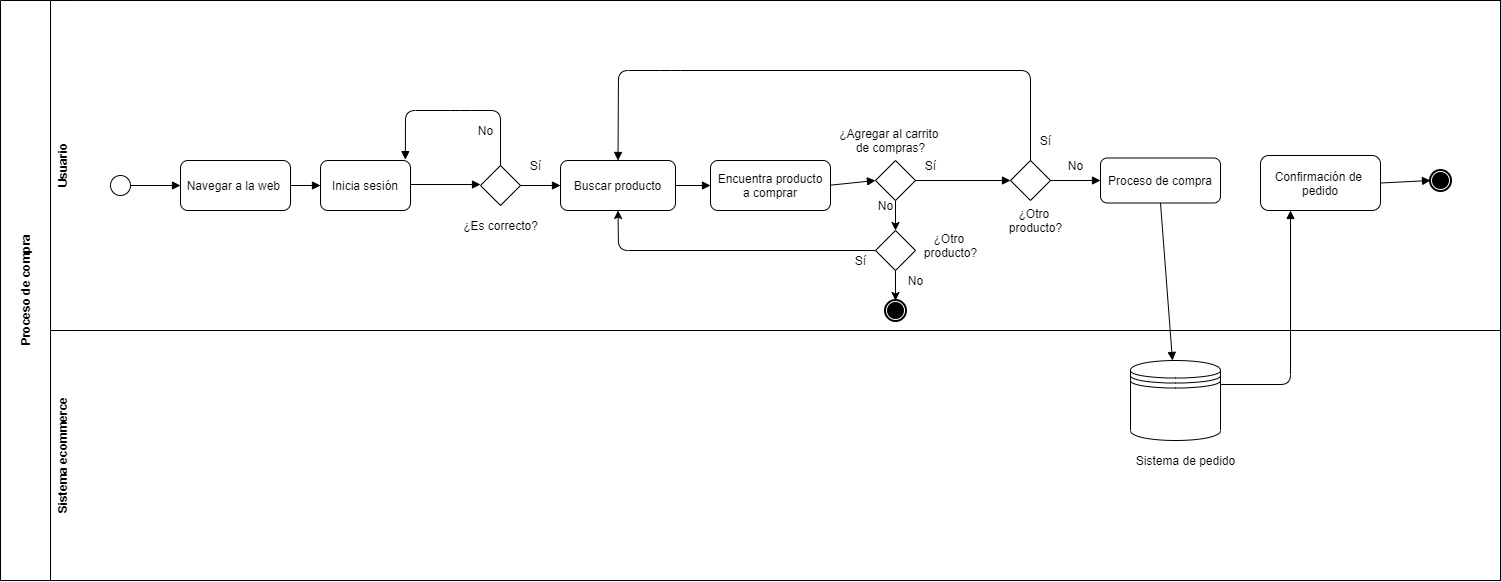 Proceso de compra
Usuario
Navegar a la web
Inicia sesión
No
Sí
¿Es correcto?
Buscar producto
Encuentra producto
a comprar
¿Agregar al carrito
de compras?
Sí
No
¿Otro
producto?
Sí
No
Sí
No
¿Otro
producto?
Proceso de compra
Confirmación de
pedido
Sistema ecommerce
Sistema de pedido